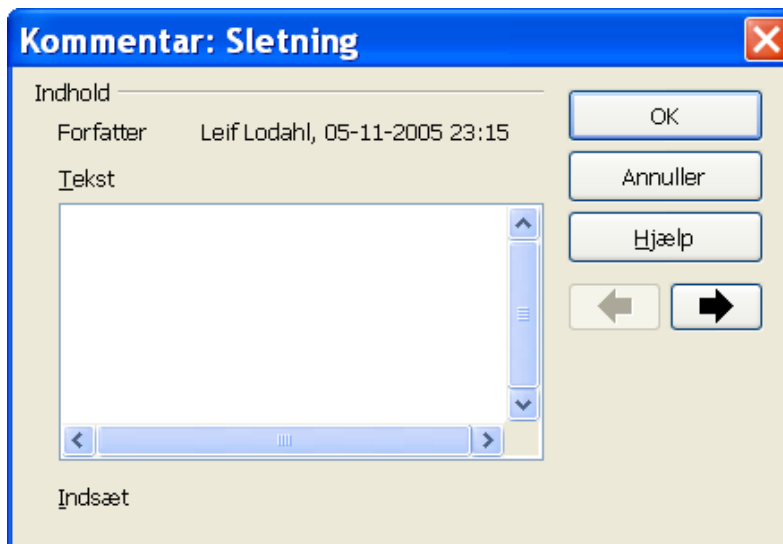 Kommentar: Sletning
Indhold
Forfatter Leif Lodahl, 05-11-2005 23:15
Tekst
Indsæt
OK
Annuller
Hjælp